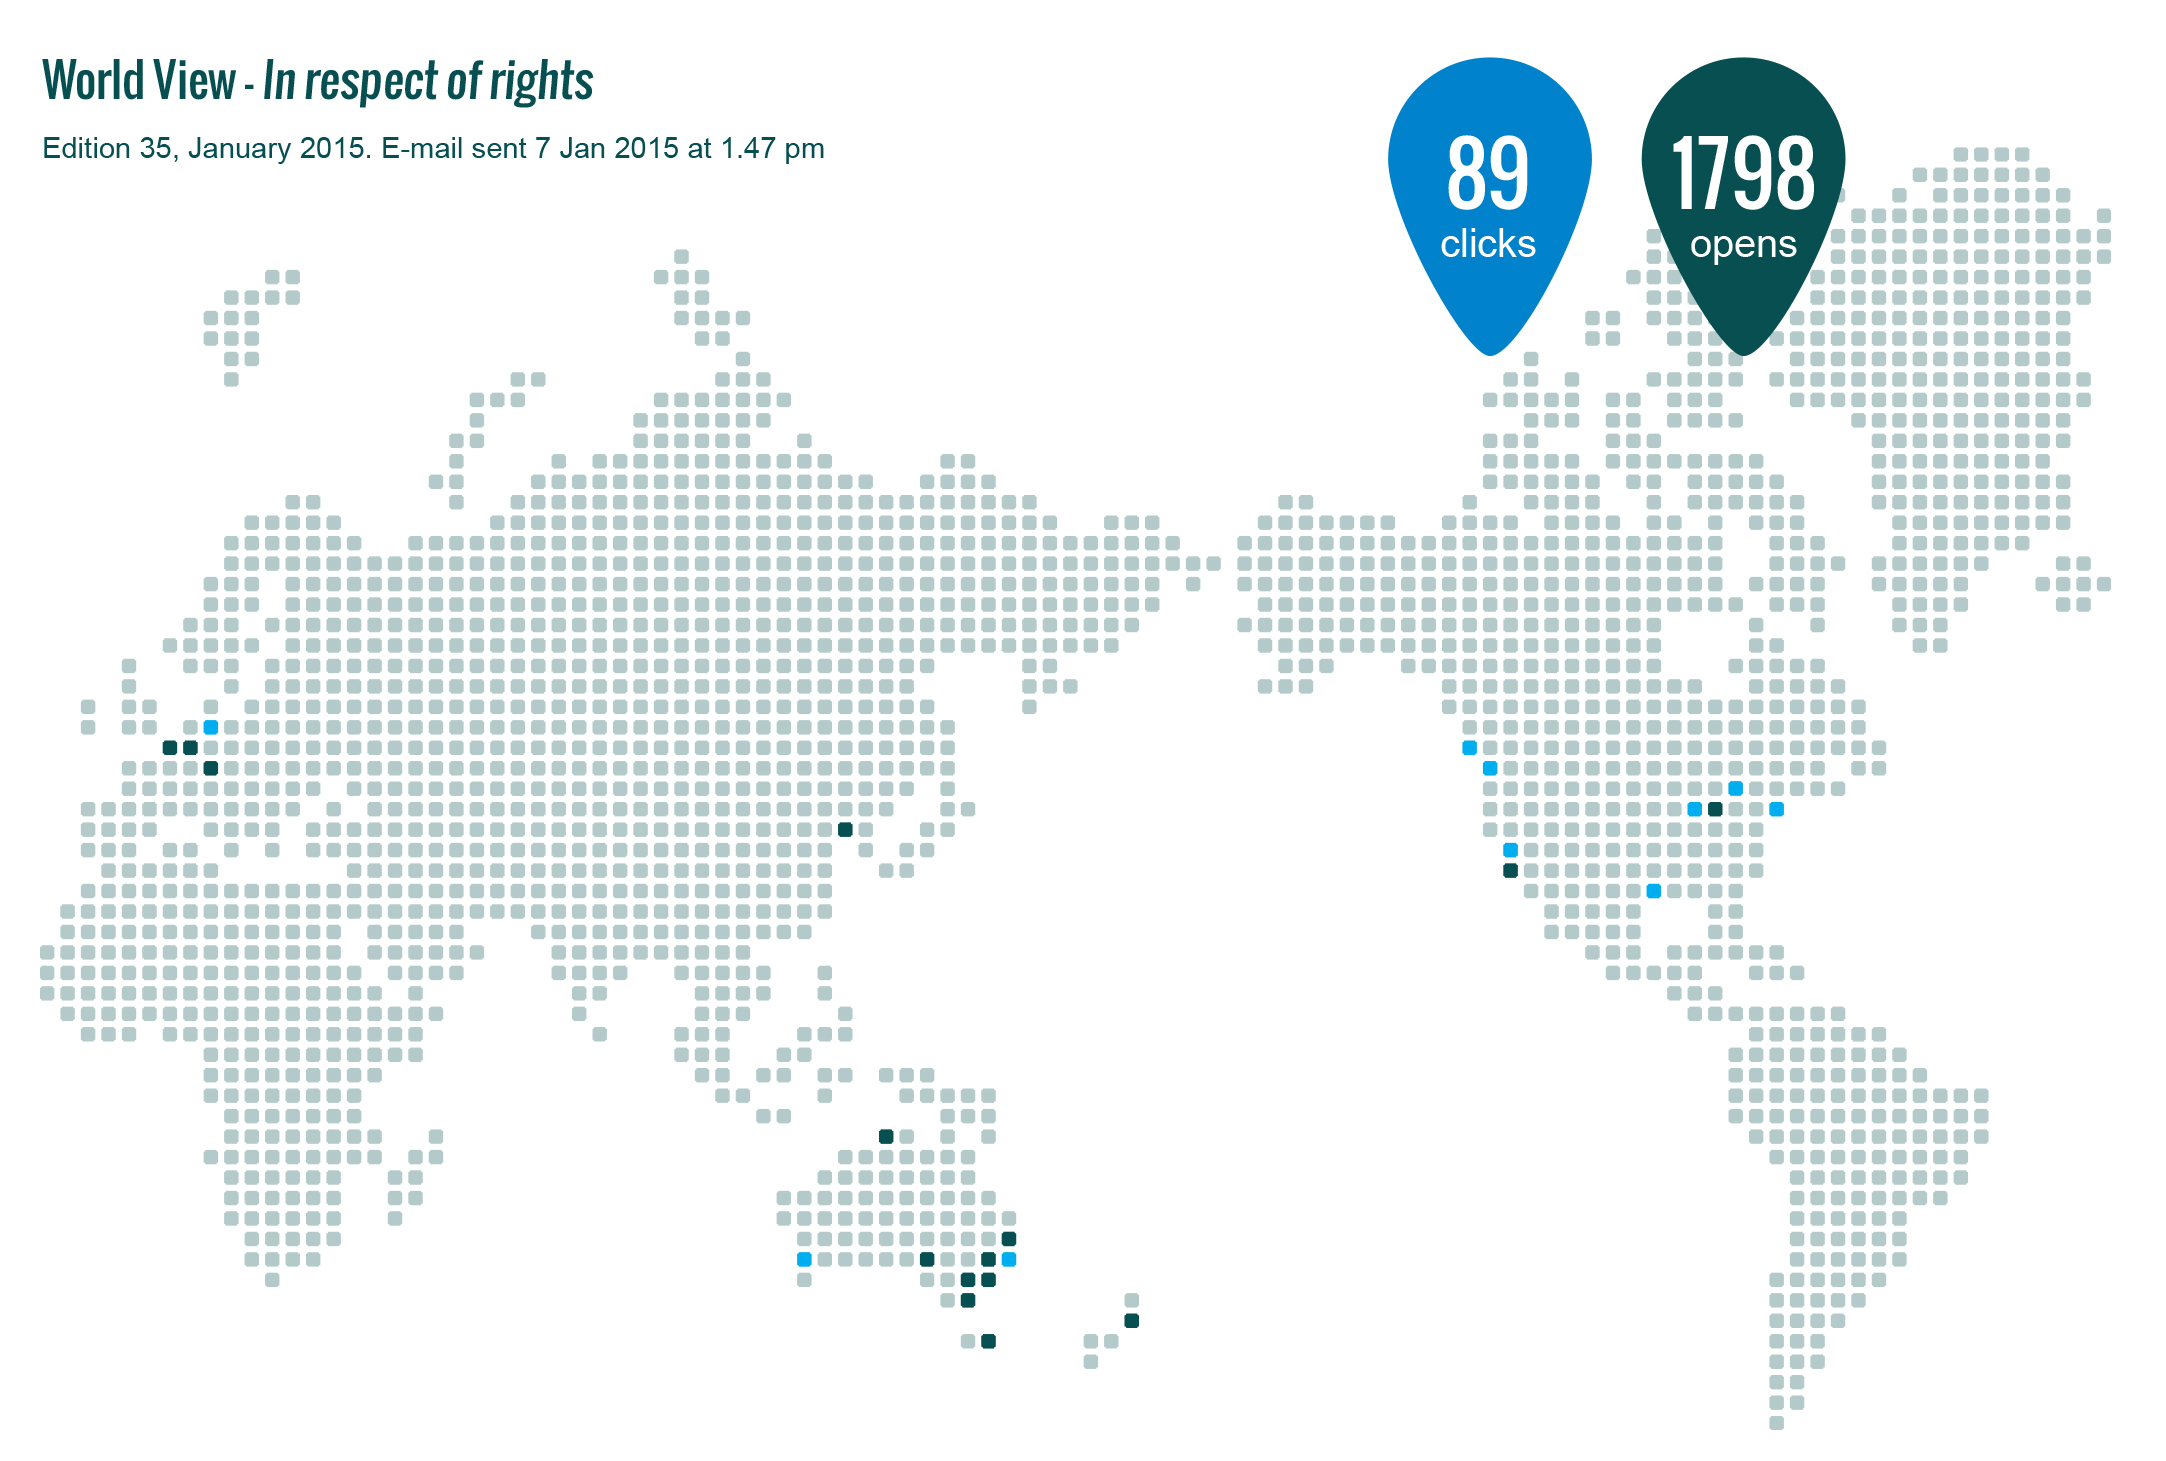 World View - In respect of rights
Edition 35, January 2015. E-mail sent 7 Jan 2015 at 1.47 pm
89
clicks
1798
opens